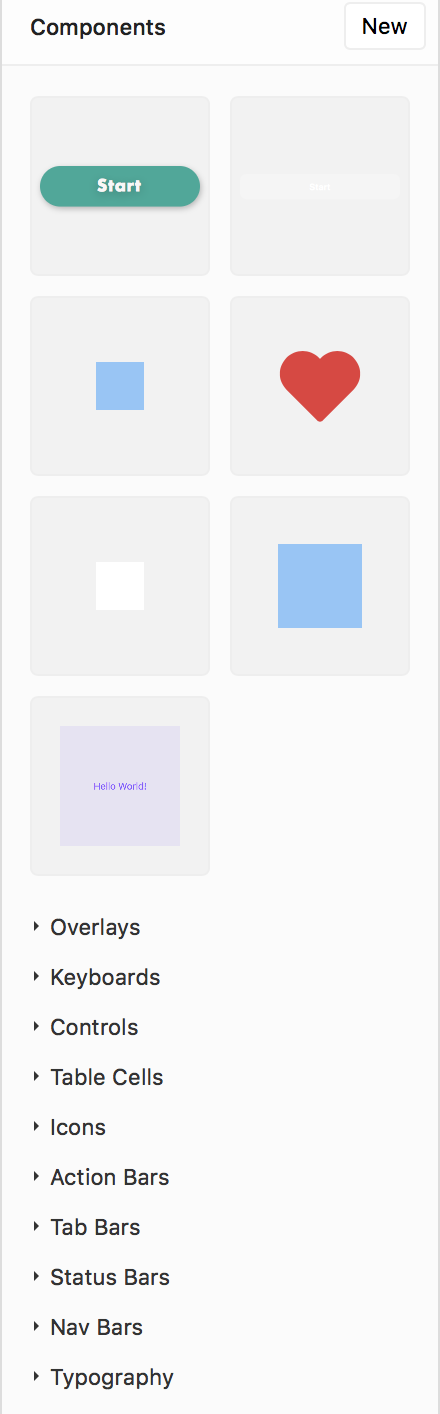 Components
New
Start
Start
Hello World!
Overlays
Keyboards
Controls
Table Cells
Icons
Action Bars
Tab Bars
Status Bars
Nav Bars
Typography